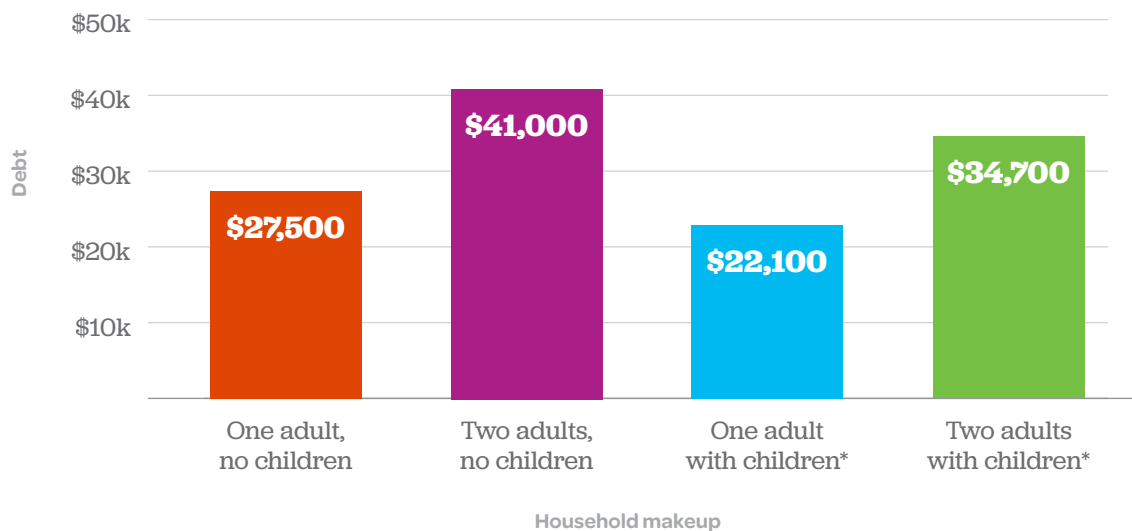 $50k
$40k
$30k
$20k
$10k
Debt
$27,500
$41,000
$22,100
$34,700
One adult,
no children
Two adults,
no children
One adult
with children*
Two adults
with children*
Household makeup